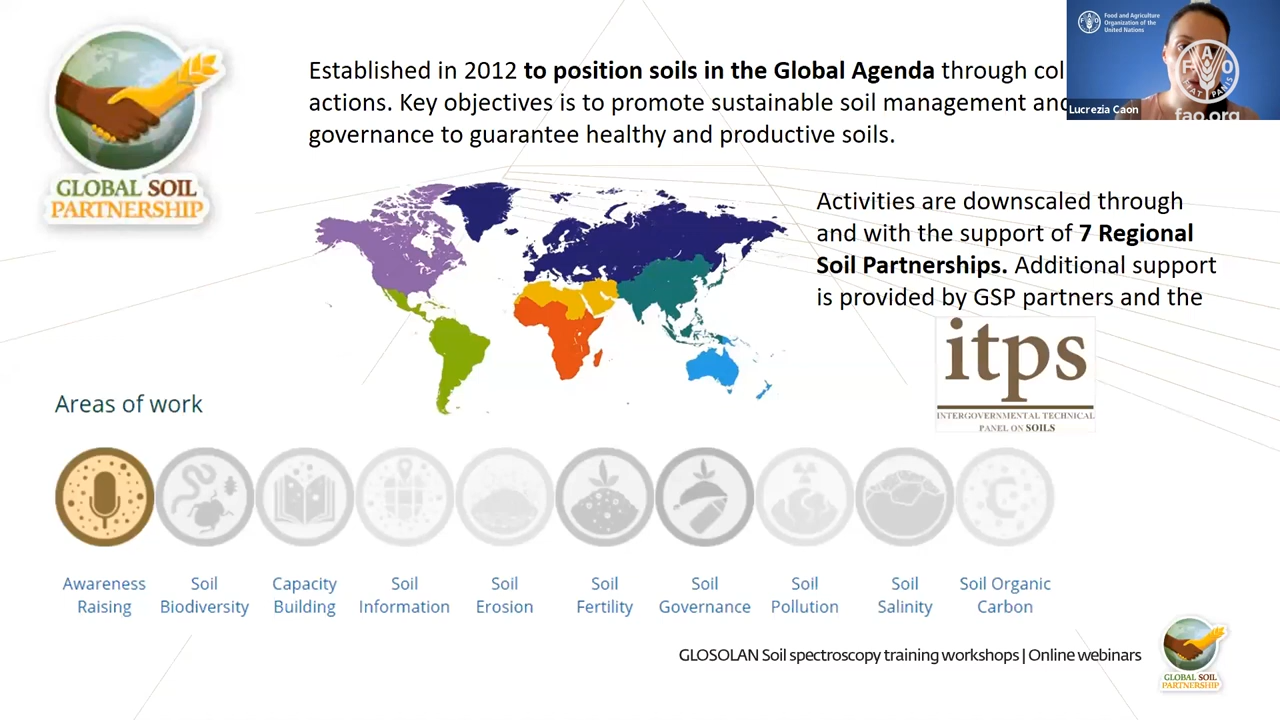 Established in 2012 to position soils in the Global Agenda through col
actions. Key objectives is to promote sustainable soil management and
governance to guarantee healthy and productive soils.
Food and Agriculture
Organization of the
United Nations
FAO
FIAT PANIS
Lucrezia Caon
fao.org
GLOBAL SOIL
PARTNERSHIP
Activities are downscaled through
and with the support of 7 Regional
Soil Partnerships. Additional support
is provided by GSP partners and the
itps
INTERGOVERNMENTAL TECHNICAL
PANEL ON SOILS
Areas of work
Awareness
Raising
Soil
Biodiversity
Capacity
Building
Soil
Information
Soil
Erosion
Soil
Fertility
Soil
Governance
Soil
Pollution
Soil
Salinity
Soil Organic
Carbon
GLOSOLAN Soil spectroscopy training workshops | Online webinars
GLOBAL SOIL
PARTNERSHIP